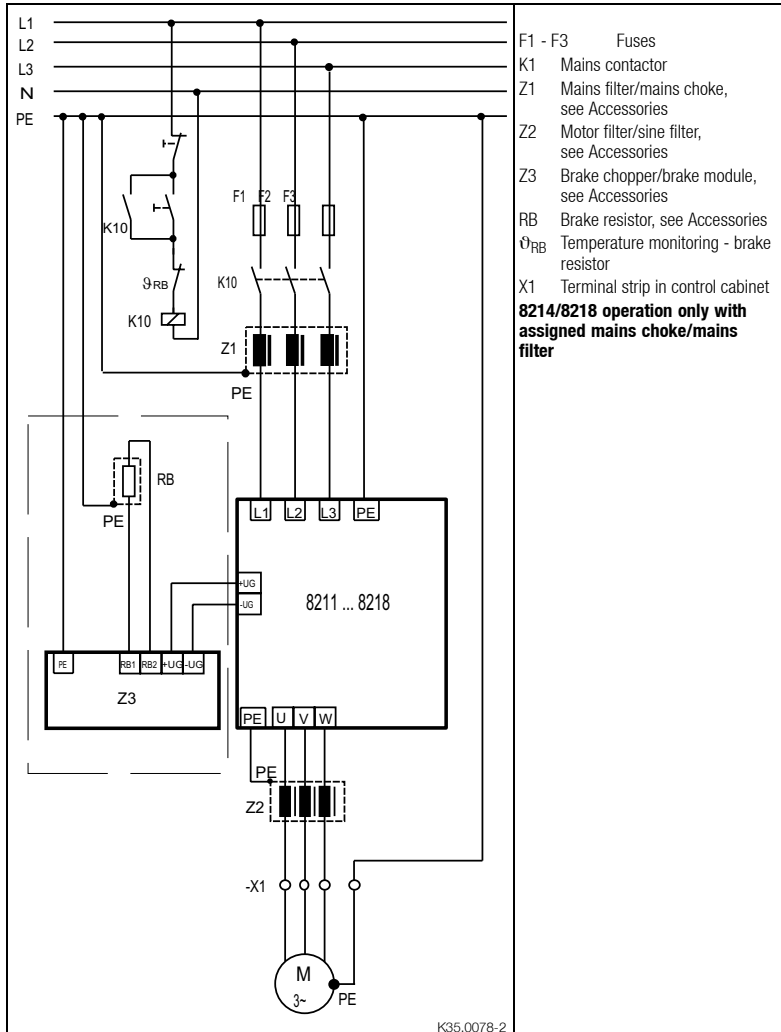 L1
L2
L3
N
PE
F1 F2 F3
K10
K10
ϑRB
K10
Z1
PE
RB
PE
L1 L2 L3 PE
+UG
-UG
8211 ... 8218
PE RB1 RB2 +UG -UG
Z3
PE U V W
PE
Z2
-X1
M
3~
PE
K35.0078-2
F1 - F3 Fuses
K1 Mains contactor
Z1 Mains filter/mains choke,
see Accessories
Z2 Motor filter/sine filter,
see Accessories
Z3 Brake chopper/brake module,
see Accessories
RB Brake resistor, see Accessories
ϑRB Temperature monitoring - brake
resistor
X1 Terminal strip in control cabinet
8214/8218 operation only with
assigned mains choke/mains
filter